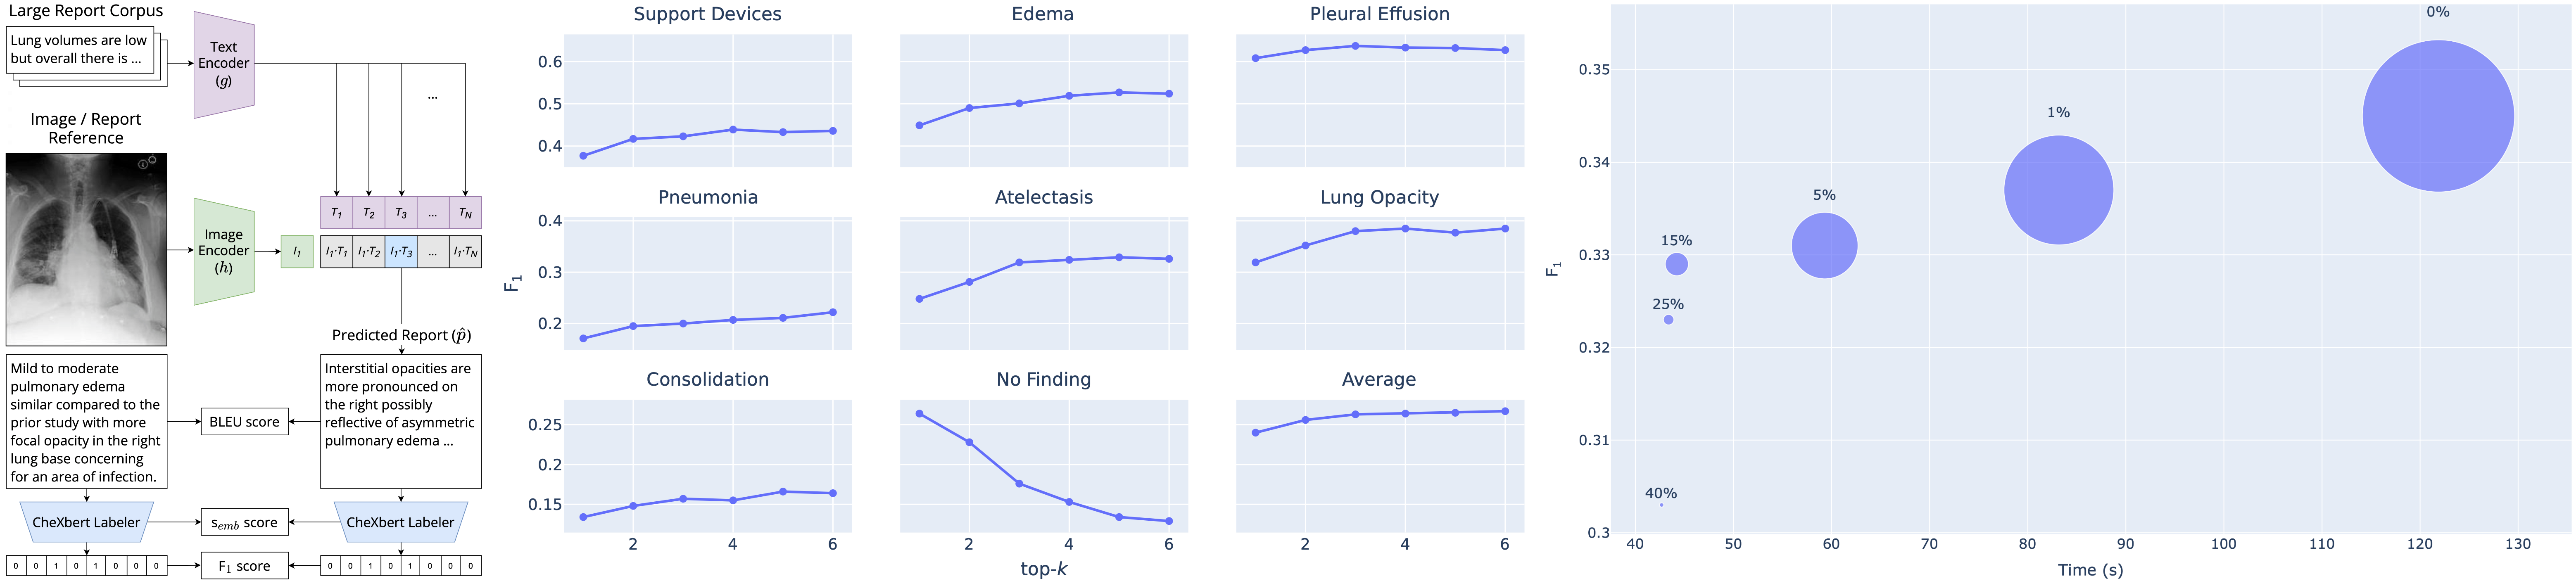 Large Report Corpus
Lung volumes are low
but overall there is ...
Text
Encoder
(g)
...
Image / Report
Reference
Image
Encoder
(h)
I1
T1 T2 T3 ... TN
I1·T1 I1·T2 I1·T3 ... I1·TN
Predicted Report (p̂)
Mild to moderate
pulmonary edema
similar compared to the
prior study with more
focal opacity in the right
lung base concerning
for an area of infection.
BLEU score
Interstitial opacities are
more pronounced on
the right possibly
reflective of asymmetric
pulmonary edema ...
CheXbert Labeler
semb score
CheXbert Labeler
0 0 1 0 1 0 0 0
F1 score
0 0 1 0 1 0 0 0
Support Devices
Edema
Pleural Effusion
0.6
0.5
0.4
Pneumonia
Atelectasis
Lung Opacity
0.4
0.3
0.2
F1
Consolidation
No Finding
Average
0.25
0.2
0.15
2 4 6
2 4 6
2 4 6
top-k
0%
1%
5%
15%
25%
40%
0.35
0.34
0.33
0.32
0.31
0.3
F1
40 50 60 70 80 90 100 110 120 130
Time (s)